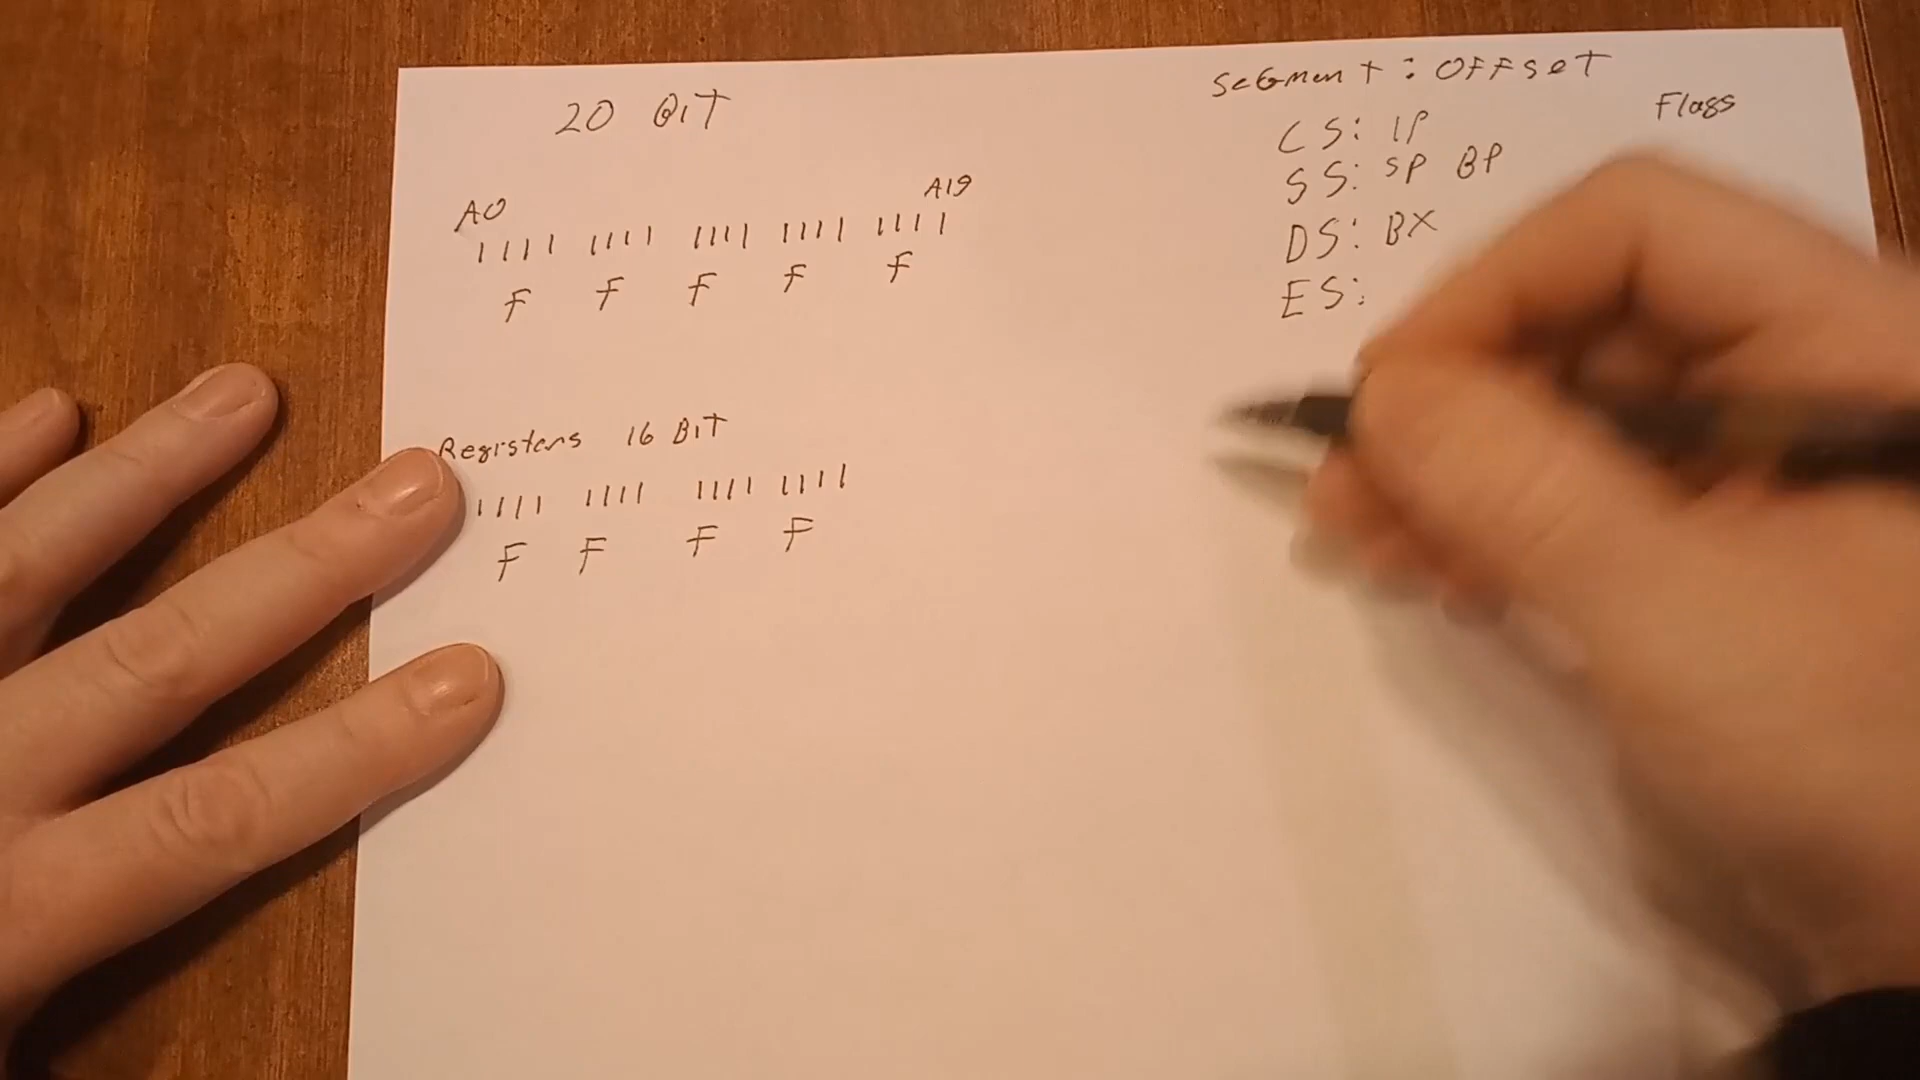 20 BIT
A0 A19
1111 1111 1111 1111 1111
F F F F F
Registers 16 BIT
1111 1111 1111 1111
F F F F
SEGment : OFFset
CS: IP
SS: SP BP
DS: BX
ES:
Flags